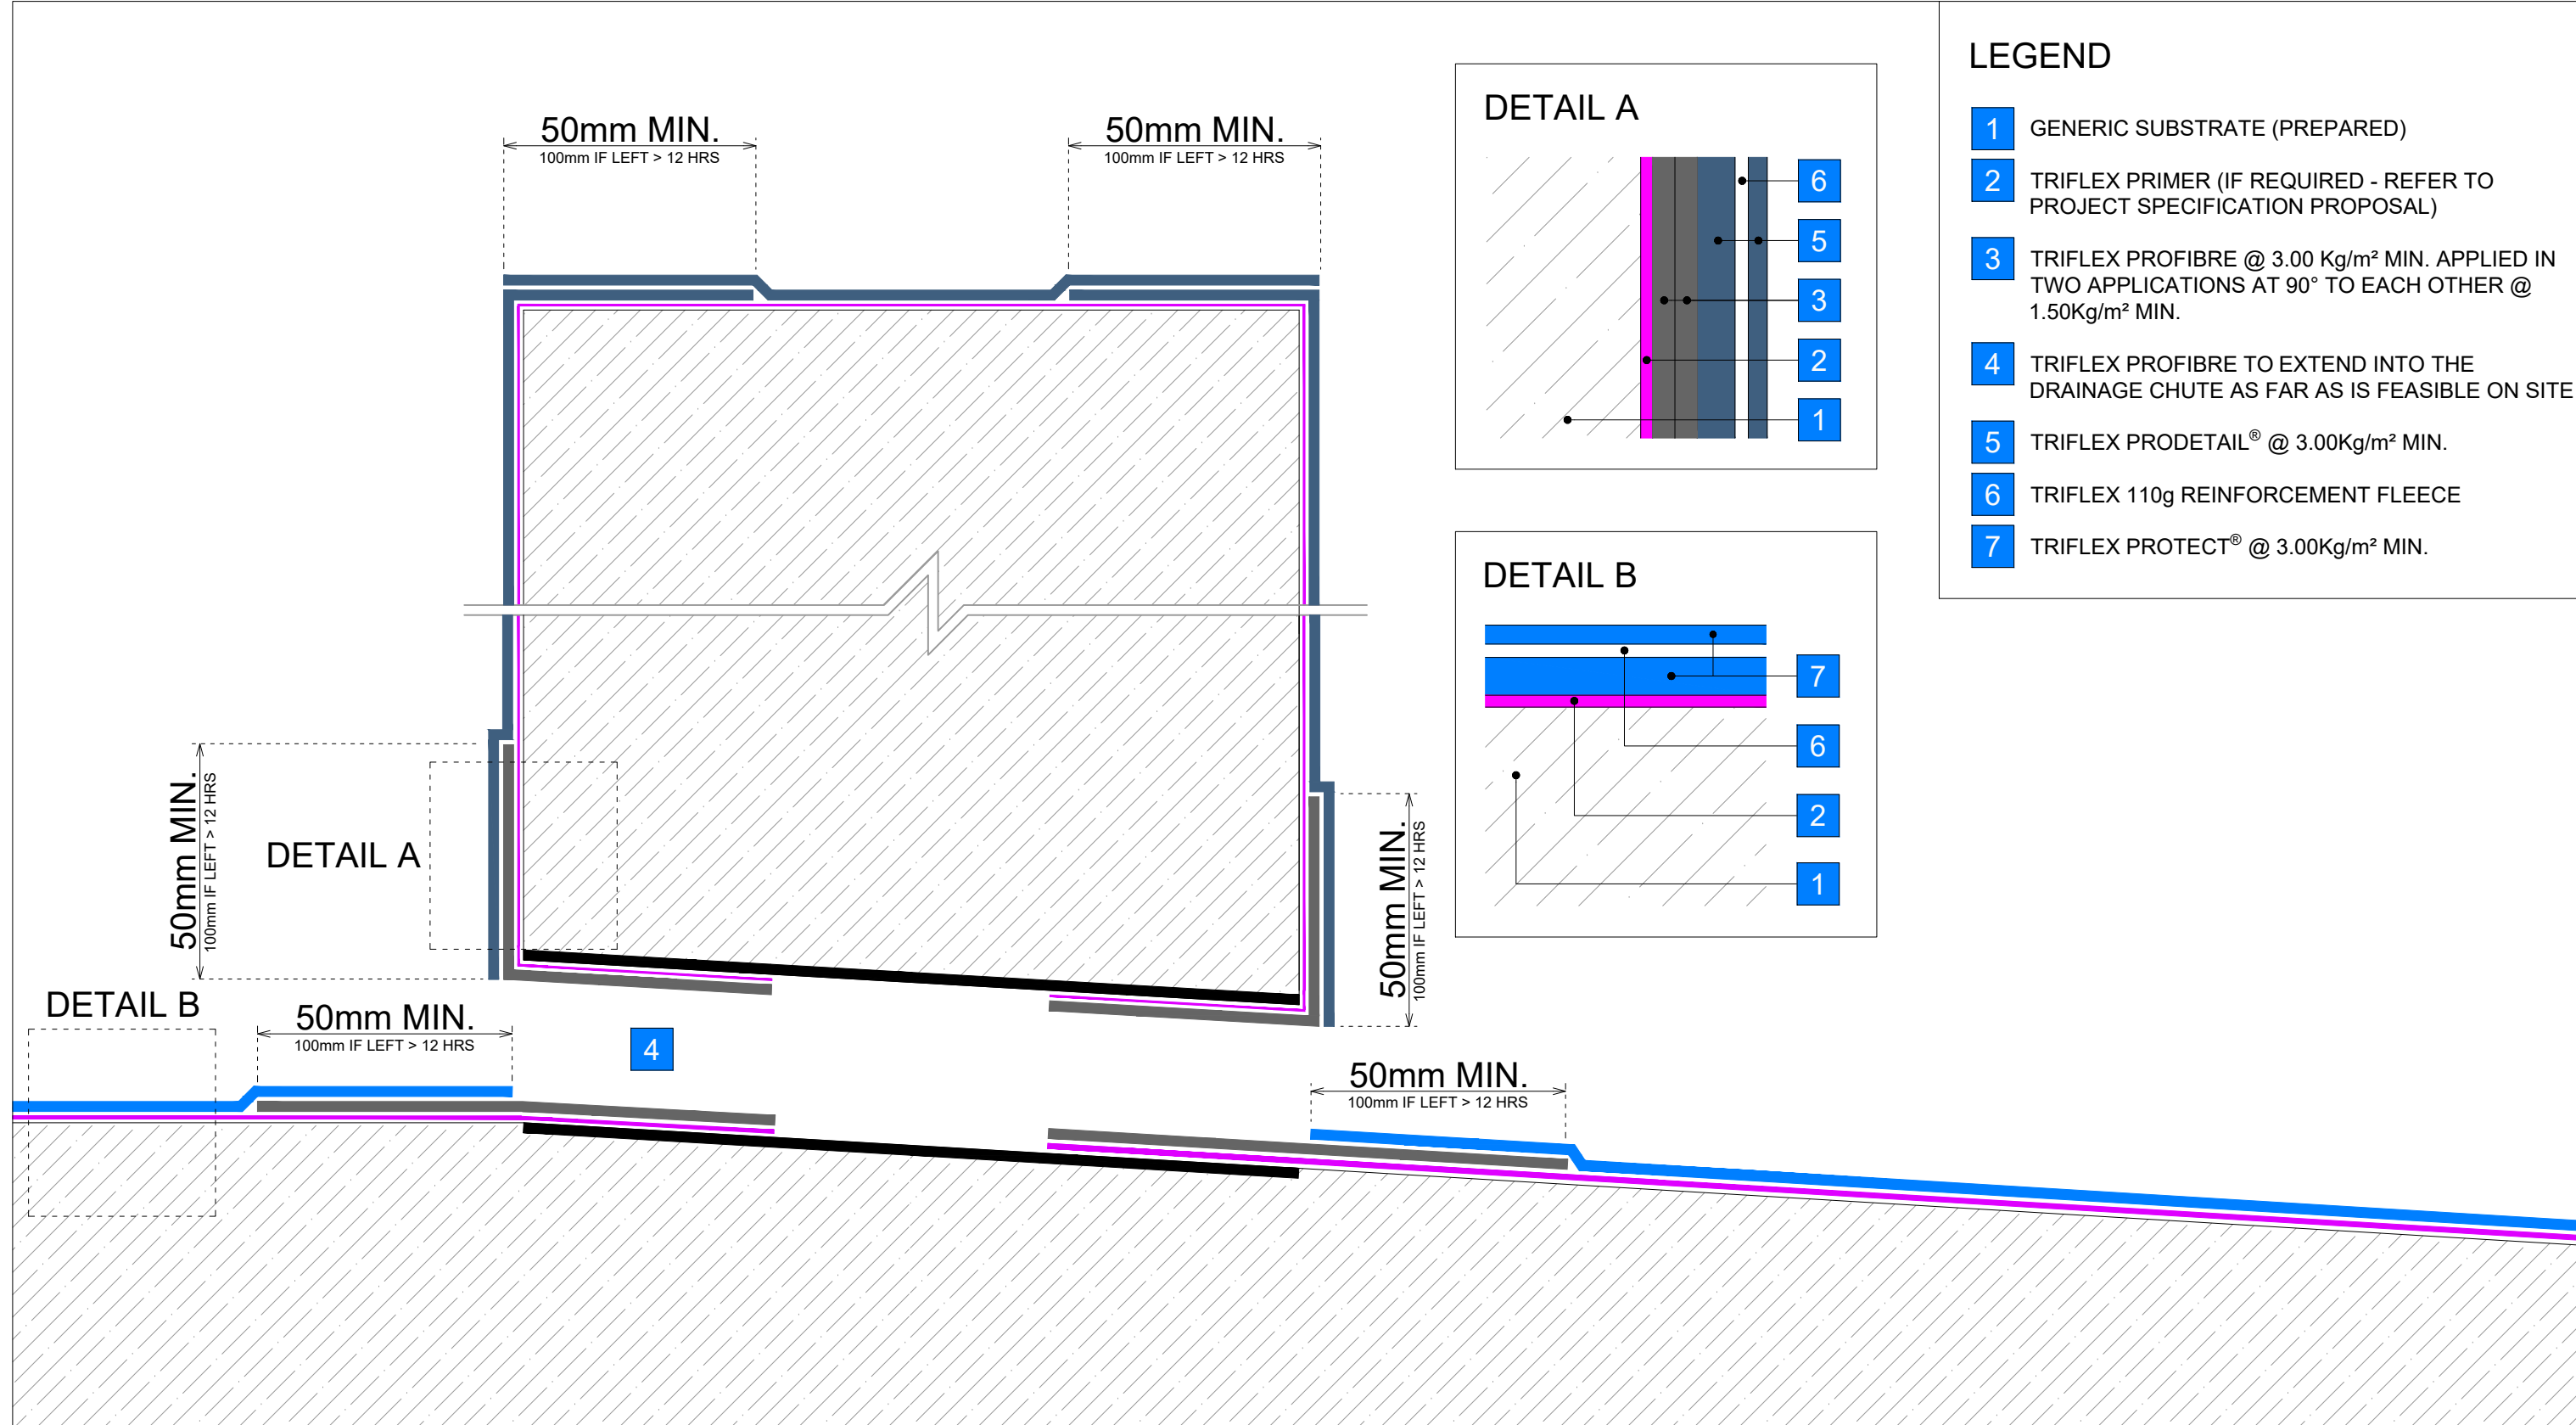 50mm MIN.
100mm IF LEFT > 12 HRS
50mm MIN.
100mm IF LEFT > 12 HRS
50mm MIN.
100mm IF LEFT > 12 HRS
DETAIL A
50mm MIN.
100mm IF LEFT > 12 HRS
DETAIL B
50mm MIN.
100mm IF LEFT > 12 HRS
4
50mm MIN.
100mm IF LEFT > 12 HRS
DETAIL A
6
5
3
2
1
DETAIL B
7
6
2
1
LEGEND
1 GENERIC SUBSTRATE (PREPARED)
2 TRIFLEX PRIMER (IF REQUIRED - REFER TO
PROJECT SPECIFICATION PROPOSAL)
3 TRIFLEX PROFIBRE @ 3.00 Kg/m² MIN. APPLIED IN
TWO APPLICATIONS AT 90° TO EACH OTHER @
1.50Kg/m² MIN.
4 TRIFLEX PROFIBRE TO EXTEND INTO THE
DRAINAGE CHUTE AS FAR AS IS FEASIBLE ON SITE
5 TRIFLEX PRODETAIL® @ 3.00Kg/m² MIN.
6 TRIFLEX 110g REINFORCEMENT FLEECE
7 TRIFLEX PROTECT® @ 3.00Kg/m² MIN.